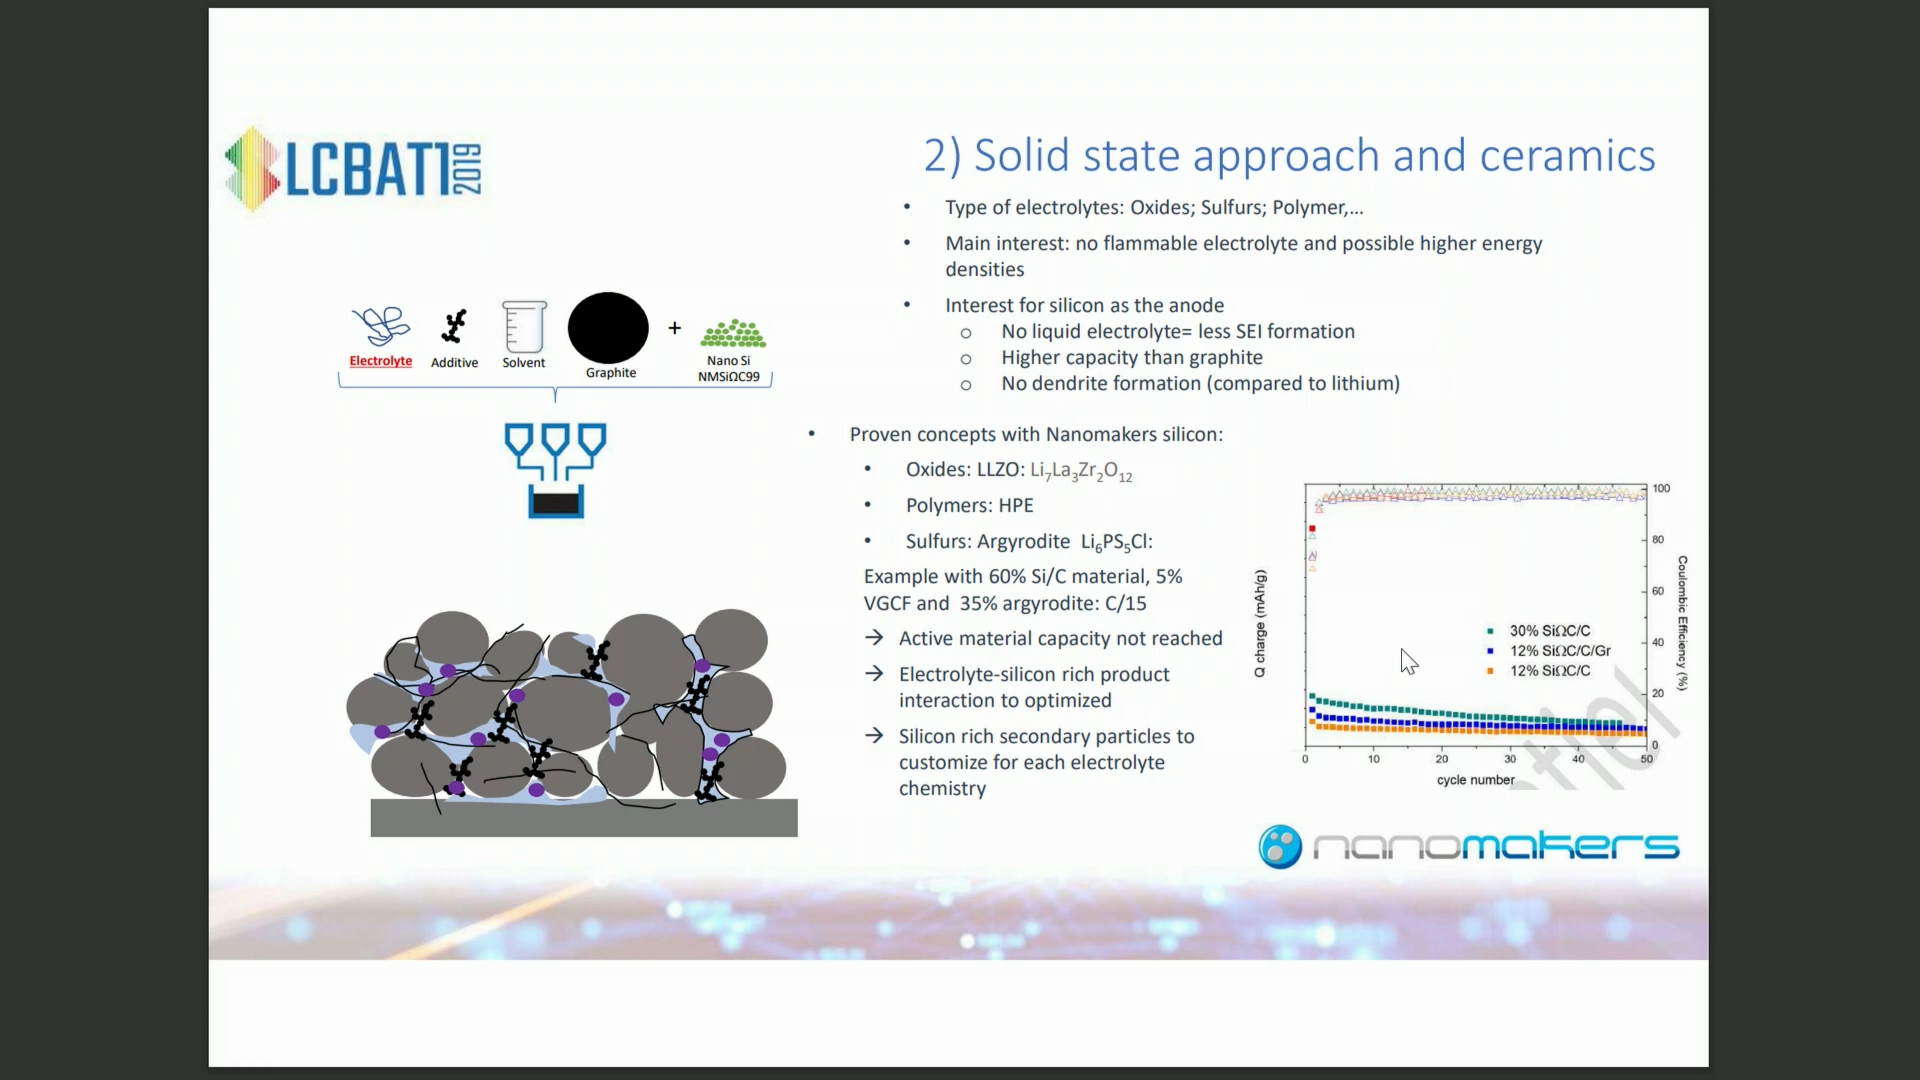 LCBAT1 2019
2) Solid state approach and ceramics
• Type of electrolytes: Oxides; Sulfurs; Polymer,...
• Main interest: no flammable electrolyte and possible higher energy
densities
• Interest for silicon as the anode
o No liquid electrolyte= less SEI formation
o Higher capacity than graphite
o No dendrite formation (compared to lithium)
Electrolyte
Additive
Solvent
Graphite
+
Nano Si
NMSiΩC99
• Proven concepts with Nanomakers silicon:
• Oxides: LLZO: Li7La3Zr2O12
• Polymers: HPE
• Sulfurs: Argyrodite Li6PS5Cl:
Example with 60% Si/C material, 5%
VGCF and 35% argyrodite: C/15
→ Active material capacity not reached
→ Electrolyte-silicon rich product
interaction to optimized
→ Silicon rich secondary particles to
customize for each electrolyte
chemistry
Q charge (mAh/g)
30% SiΩC/C
12% SiΩC/C/Gr
12% SiΩC/C
100
80
60
40
20
0
Coulombic Efficiency (%)
0 10 20 30 40 50
cycle number
nanomakers